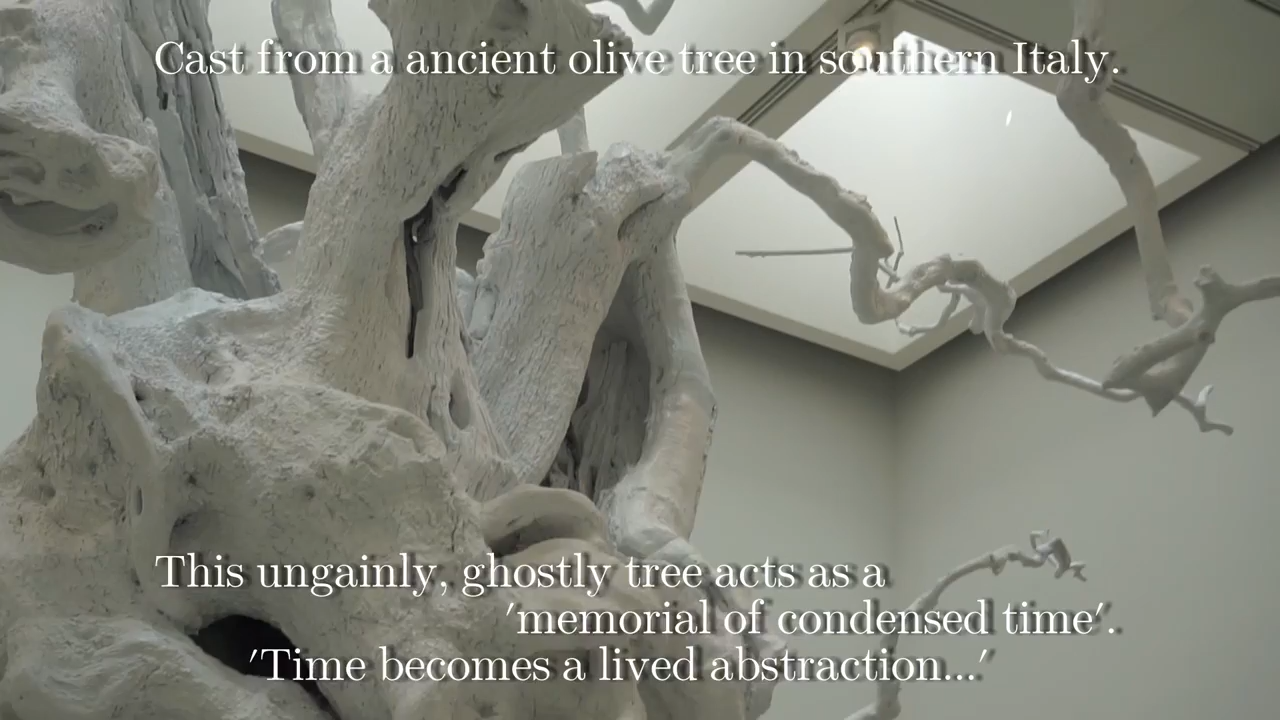 Cast from a ancient olive tree in southern Italy.
This ungainly, ghostly tree acts as a
'memorial of condensed time'.
'Time becomes a lived abstraction...'